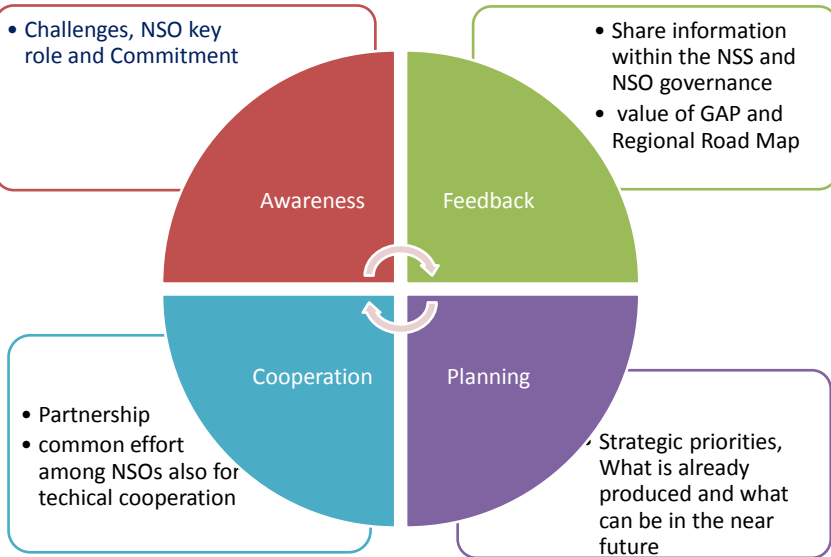 • Challenges, NSO key
role and Commitment
• Share information
within the NSS and
NSO governance
• value of GAP and
Regional Road Map
Awareness
Feedback
Cooperation
Planning
• Partnership
• common effort
among NSOs also for
techical cooperation
• Strategic priorities,
What is already
produced and what
can be in the near
future